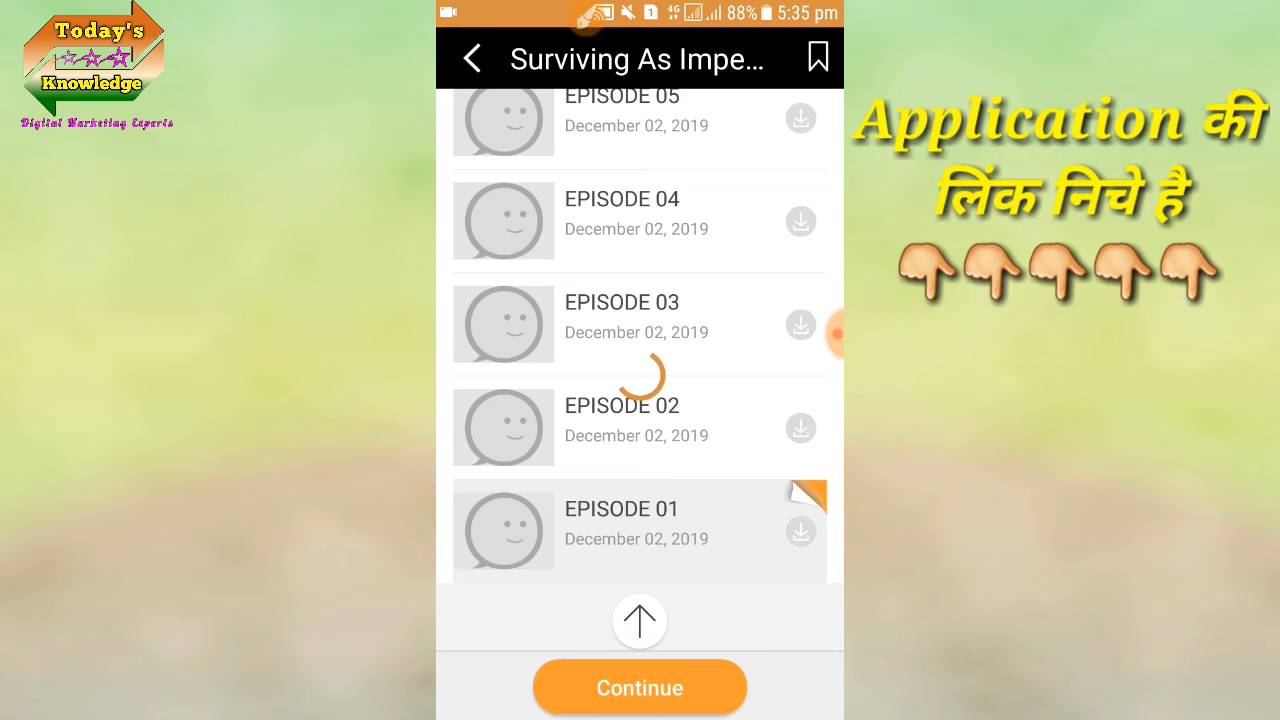 Today's
Knowledge
Digital Marketing Experts
4G 88% 5:35 pm
Surviving As Impe...
EPISODE 05
December 02, 2019
EPISODE 04
December 02, 2019
EPISODE 03
December 02, 2019
EPISODE 02
December 02, 2019
EPISODE 01
December 02, 2019
Continue
Application की
लिंक निचे है